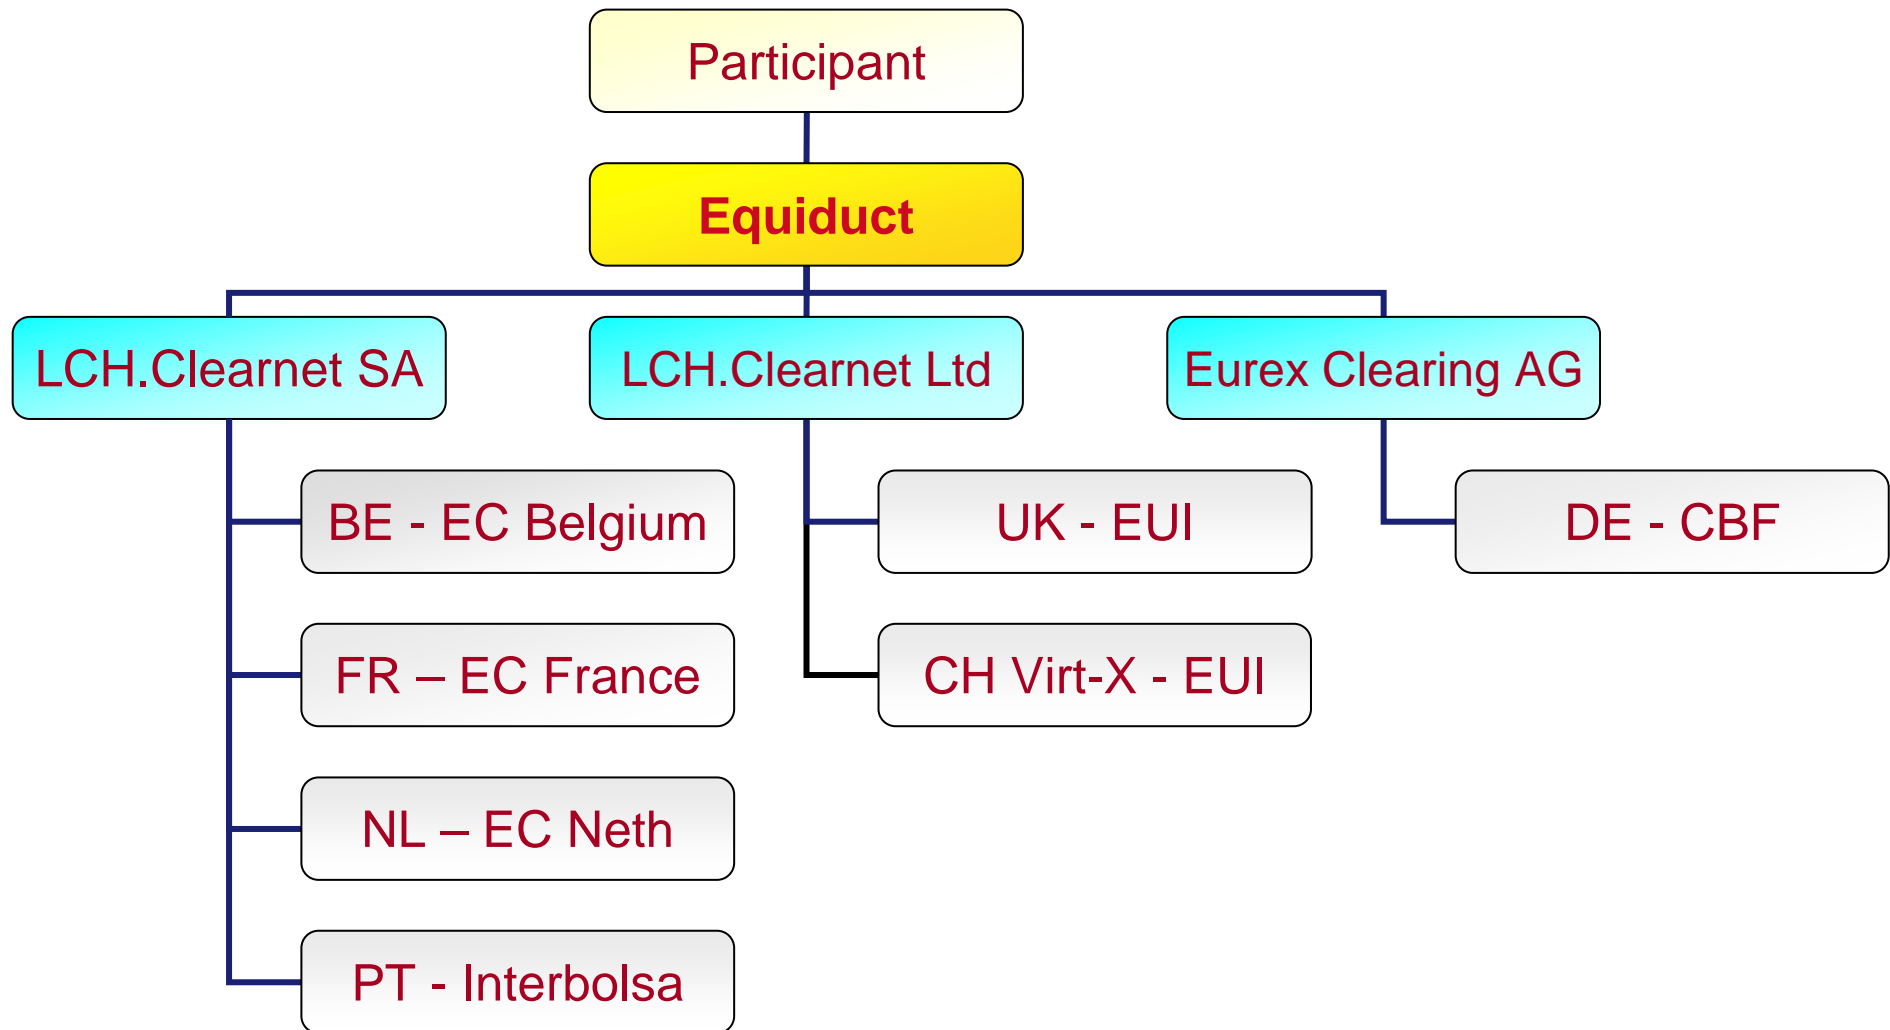 Participant
Equiduct
LCH.Clearnet SA
LCH.Clearnet Ltd
Eurex Clearing AG
BE - EC Belgium
UK - EUI
DE - CBF
FR – EC France
CH Virt-X - EUI
NL – EC Neth
PT - Interbolsa